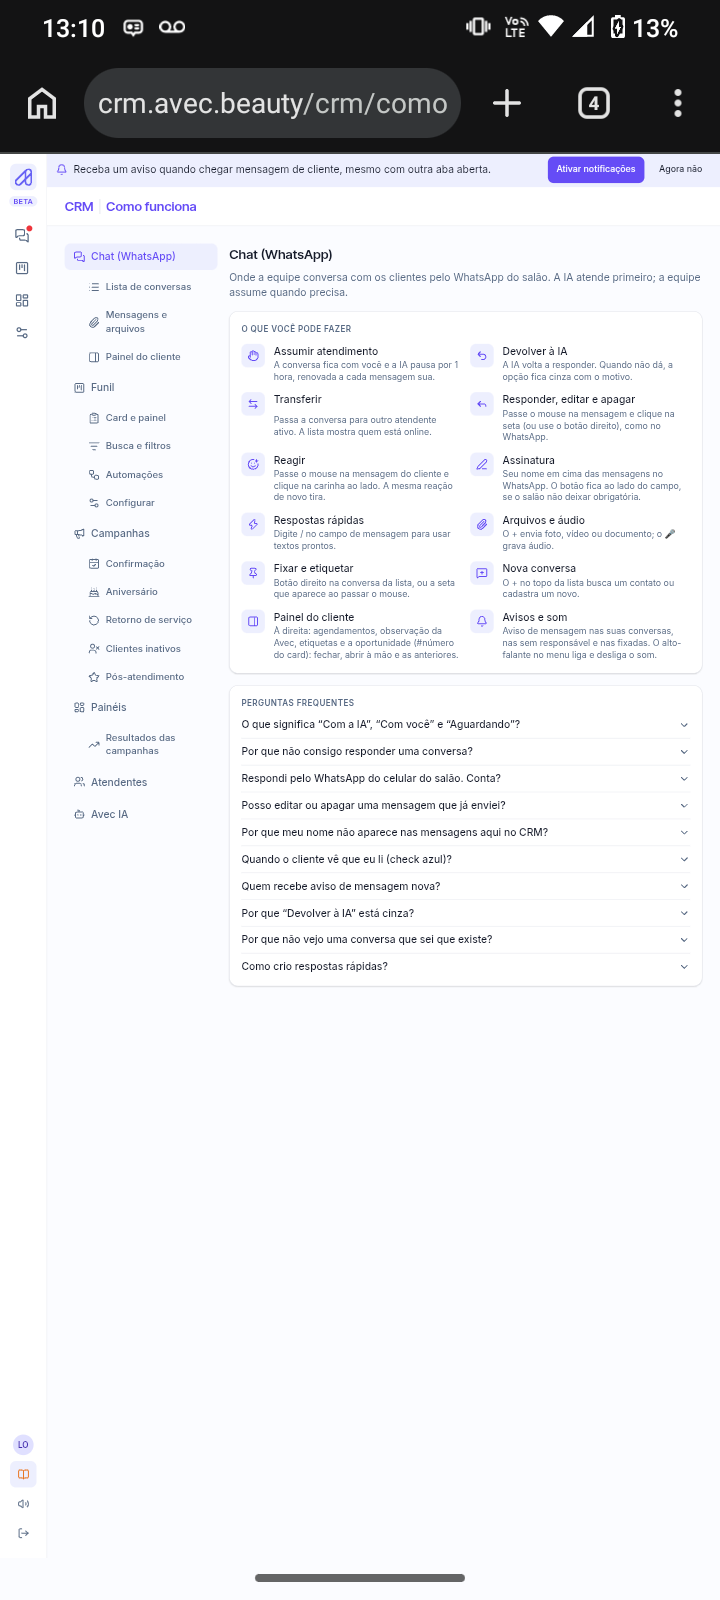 13:10
Vo
LTE
13%
crm.avec.beauty/crm/como
4
Receba um aviso quando chegar mensagem de cliente, mesmo com outra aba aberta.
Ativar notificações
Agora não
BETA
CRM
Como funciona
Chat (WhatsApp)
Lista de conversas
Mensagens e
arquivos
Painel do cliente
Funil
Card e painel
Busca e filtros
Automações
Configurar
Campanhas
Confirmação
Aniversário
Retorno de serviço
Clientes inativos
Pós-atendimento
Painéis
Resultados das
campanhas
Atendentes
Avec IA
Chat (WhatsApp)
Onde a equipe conversa com os clientes pelo WhatsApp do salão. A IA atende primeiro; a equipe
assume quando precisa.
O QUE VOCÊ PODE FAZER
Assumir atendimento
A conversa fica com você e a IA pausa por 1
hora, renovada a cada mensagem sua.
Devolver à IA
A IA volta a responder. Quando não dá, a
opção fica cinza com o motivo.
Transferir
Passa a conversa para outro atendente
ativo. A lista mostra quem está online.
Responder, editar e apagar
Passe o mouse na mensagem e clique na
seta (ou use o botão direito), como no
WhatsApp.
Reagir
Passe o mouse na mensagem do cliente e
clique na carinha ao lado. A mesma reação
de novo tira.
Assinatura
Seu nome em cima das mensagens no
WhatsApp. O botão fica ao lado do campo,
se o salão não deixar obrigatória.
Respostas rápidas
Digite / no campo de mensagem para usar
textos prontos.
Arquivos e áudio
O + envia foto, vídeo ou documento; o 🎤
grava áudio.
Fixar e etiquetar
Botão direito na conversa da lista, ou a seta
que aparece ao passar o mouse.
Nova conversa
O + no topo da lista busca um contato ou
cadastra um novo.
Painel do cliente
À direita: agendamentos, observação da
Avec, etiquetas e a oportunidade (#número
do card): fechar, abrir à mão e as anteriores.
Avisos e som
Aviso de mensagem nas suas conversas,
nas sem responsável e nas fixadas. O alto-
falante no menu liga e desliga o som.
PERGUNTAS FREQUENTES
O que significa “Com a IA”, “Com você” e “Aguardando”?
Por que não consigo responder uma conversa?
Respondi pelo WhatsApp do celular do salão. Conta?
Posso editar ou apagar uma mensagem que já enviei?
Por que meu nome não aparece nas mensagens aqui no CRM?
Quando o cliente vê que eu li (check azul)?
Quem recebe aviso de mensagem nova?
Por que “Devolver à IA” está cinza?
Por que não vejo uma conversa que sei que existe?
Como crio respostas rápidas?
LO